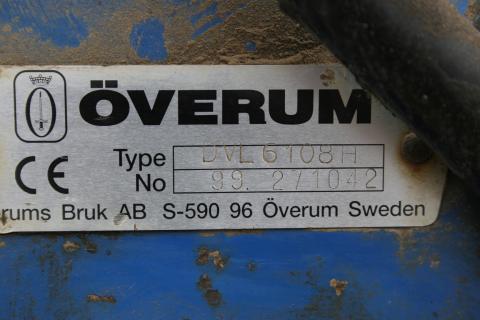 ÖVERUM
CE
Type DVL 6108H
No 99. 271042
rums Bruk AB S-590 96 Överum Sweden